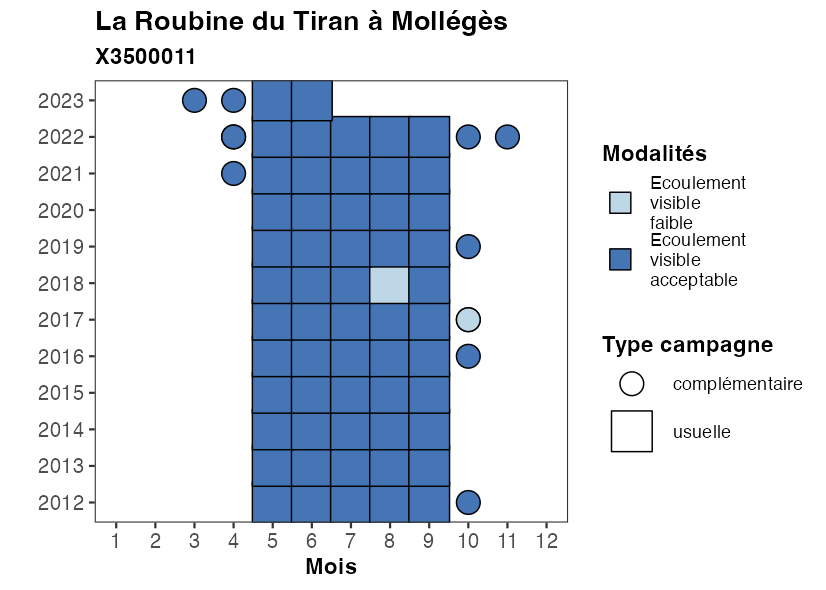 La Roubine du Tiran à Mollégès
X3500011
2023
2022
2021
2020
2019
2018
2017
2016
2015
2014
2013
2012
1 2 3 4 5 6 7 8 9 10 11 12
Mois
Modalités
Ecoulement
visible
faible
Ecoulement
visible
acceptable
Type campagne
complémentaire
usuelle